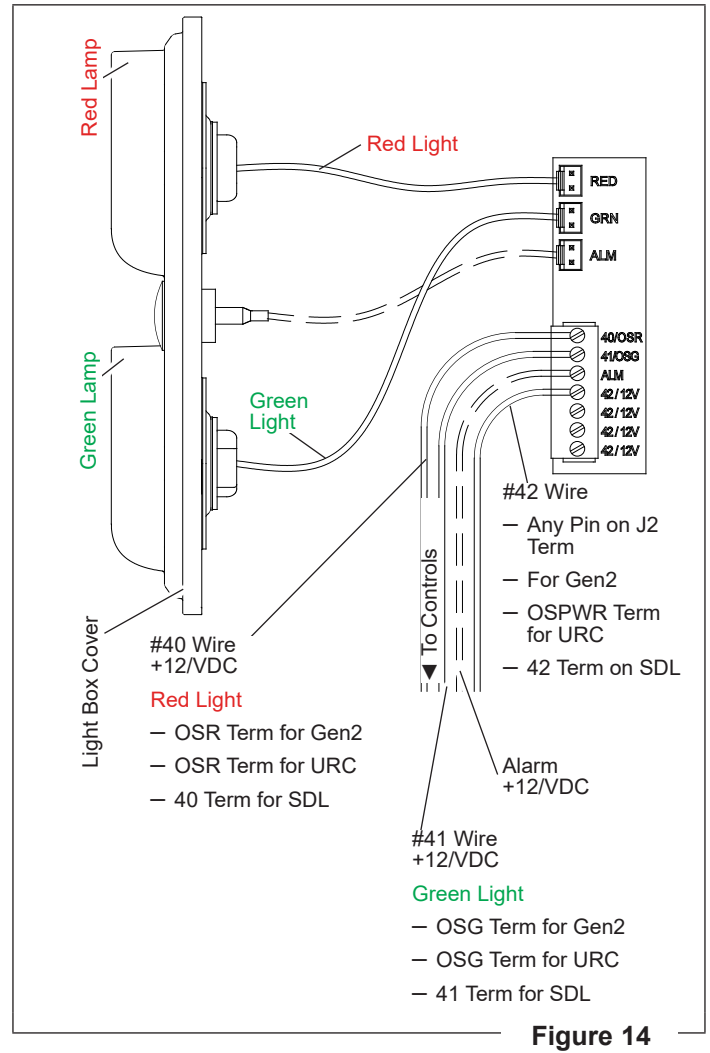 Red Lamp
Red Light
RED
GRN
ALM
40/OSR
41/OSG
ALM
42 / 12V
42 / 12V
42 / 12V
42 / 12V
Green Lamp
Green
Light
#42 Wire
– Any Pin on J2
Term
– For Gen2
– OSPWR Term
for URC
– 42 Term on SDL
◄ To Controls
Light Box Cover
#40 Wire
+12/VDC
Red Light
– OSR Term for Gen2
– OSR Term for URC
– 40 Term for SDL
Alarm
+12/VDC
#41 Wire
+12/VDC
Green Light
– OSG Term for Gen2
– OSG Term for URC
– 41 Term for SDL
Figure 14